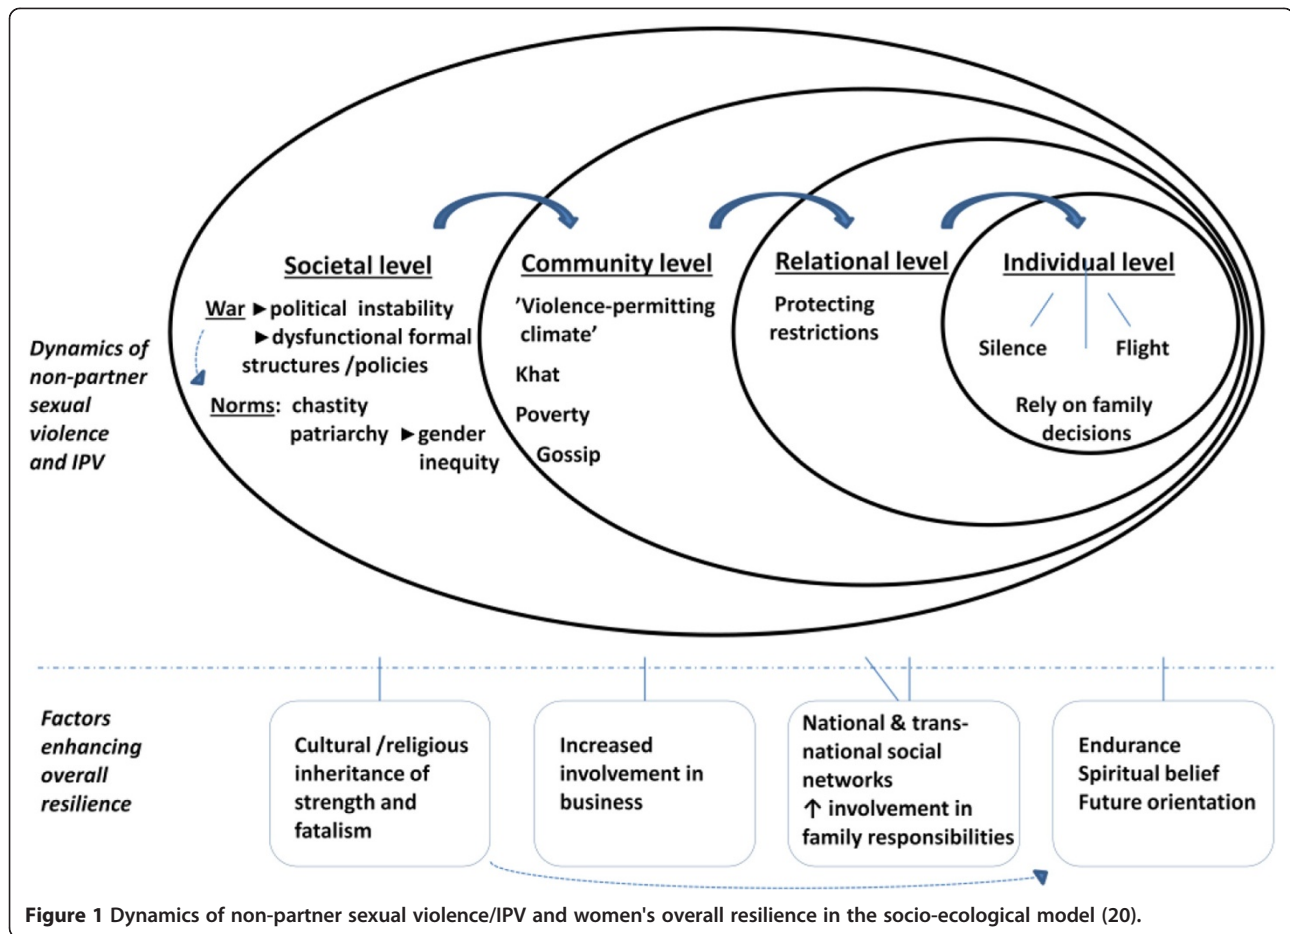 Dynamics of
non-partner
sexual
violence
and IPV
Societal level
War ►political instability
►dysfunctional formal
structures /policies
Norms: chastity
patriarchy ►gender
inequity
Community level
’Violence-permitting
climate’
Khat
Poverty
Gossip
Relational level
Protecting
restrictions
Individual level
Silence
Flight
Rely on family
decisions
Factors
enhancing
overall
resilience
Cultural /religious
inheritance of
strength and
fatalism
Increased
involvement in
business
National & trans-
national social
networks
↑ involvement in
family responsibilities
Endurance
Spiritual belief
Future orientation
Figure 1 Dynamics of non-partner sexual violence/IPV and women's overall resilience in the socio-ecological model (20).